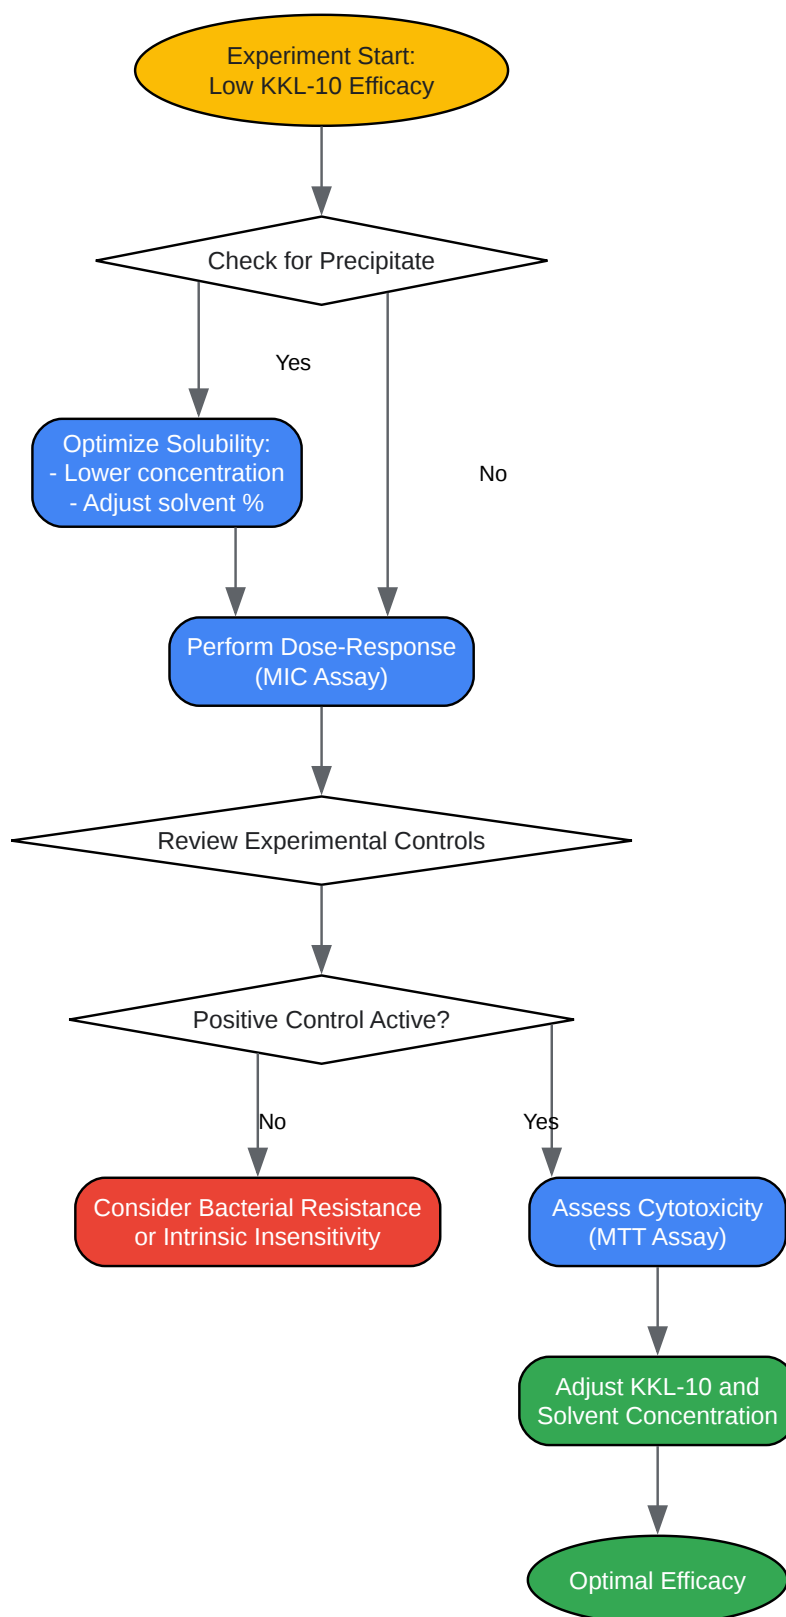 Experiment Start:
Low KKL-10 Efficacy
Check for Precipitate
Yes
Optimize Solubility:
- Lower concentration
- Adjust solvent %
No
Perform Dose-Response
(MIC Assay)
Review Experimental Controls
Positive Control Active?
No
Yes
Consider Bacterial Resistance
or Intrinsic Insensitivity
Assess Cytotoxicity
(MTT Assay)
Adjust KKL-10 and
Solvent Concentration
Optimal Efficacy